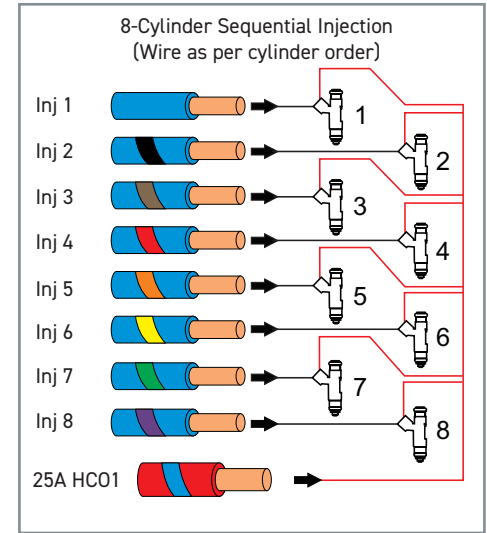 8-Cylinder Sequential Injection
(Wire as per cylinder order)
Inj 1
1
Inj 2
2
Inj 3
3
Inj 4
4
Inj 5
5
Inj 6
6
Inj 7
7
Inj 8
8
25A HCO1